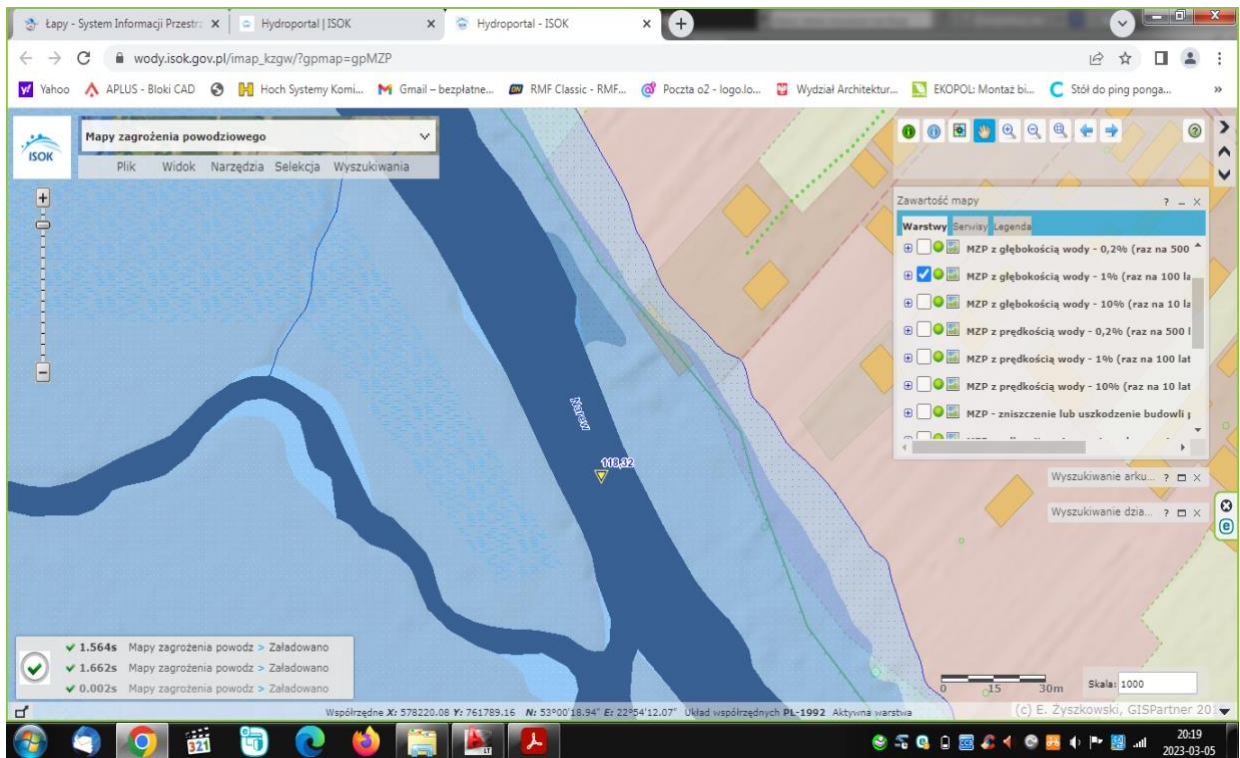 Łapy - System Informacji Przestrz
Hydroportal | ISOK
Hydroportal - ISOK
wody.isok.gov.pl/imap_kzgw/?gpmap=gpMZP
Yahoo
APLUS - Bloki CAD
Hoch Systemy Komi...
Gmail – bezpłatne...
RMF Classic - RMF...
Poczta o2 - logo.lo...
Wydział Architektur...
EKOPOL: Montaż bi...
Stół do ping ponga...
»
ISOK
Mapy zagrożenia powodziowego
Plik Widok Narzędzia Selekcja Wyszukiwania
Zawartość mapy
Warstwy Serwisy Legenda
MZP z głębokością wody - 0,2% (raz na 500
MZP z głębokością wody - 1% (raz na 100 la
MZP z głębokością wody - 10% (raz na 10 la
MZP z prędkością wody - 0,2% (raz na 500 l
MZP z prędkością wody - 1% (raz na 100 lat
MZP z prędkością wody - 10% (raz na 10 lat
MZP - zniszczenie lub uszkodzenie budowli p
Wyszukiwanie arku...
Wyszukiwanie dzia...
Narew
118,32
1.564s Mapy zagrożenia powodz > Załadowano
1.662s Mapy zagrożenia powodz > Załadowano
0.002s Mapy zagrożenia powodz > Załadowano
0 15 30m
Skala: 1000
(c) E. Żyszkowski, GISPartner 20
Współrzędne X: 578220.08 Y: 761789.16 N: 53°00'18.94" E: 22°54'12.07" Układ współrzędnych PL-1992 Aktywna warstwa
321
LT
20:19
2023-03-05